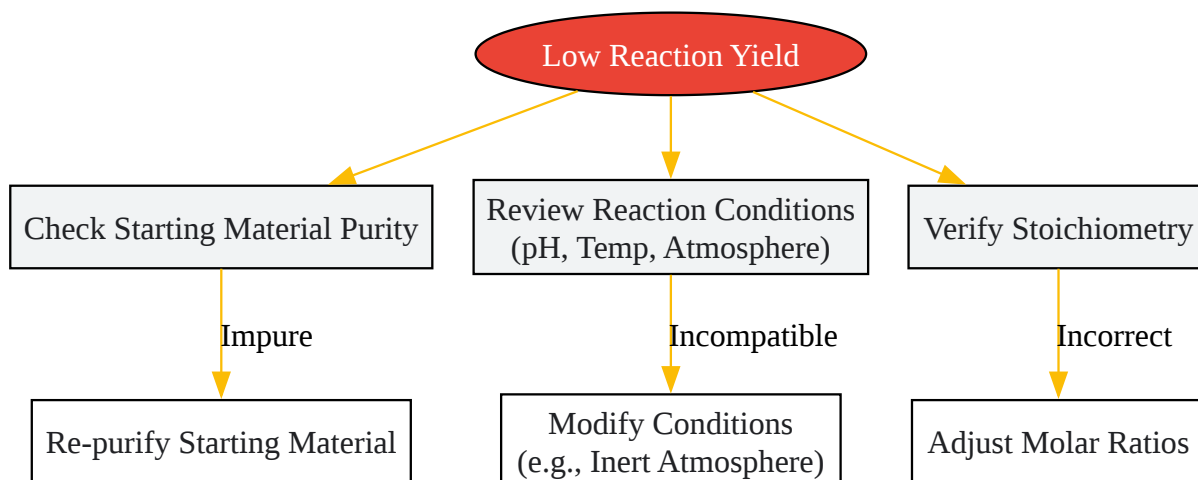 Low Reaction Yield
Check Starting Material Purity
Review Reaction Conditions
(pH, Temp, Atmosphere)
Verify Stoichiometry
Impure
Incompatible
Incorrect
Re-purify Starting Material
Modify Conditions
(e.g., Inert Atmosphere)
Adjust Molar Ratios